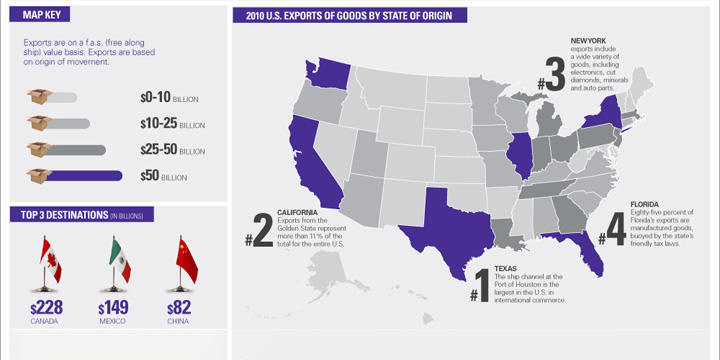 MAP KEY
Exports are on a f.a.s. (free along
ship) value basis. Exports are based
on origin of movement.
$0-10 BILLION
$10-25 BILLION
$25-50 BILLION
$50 BILLION
TOP 3 DESTINATIONS (IN BILLIONS)
$228
CANADA
$149
MEXICO
$82
CHINA
2010 U.S. EXPORTS OF GOODS BY STATE OF ORIGIN
#3
NEW YORK
exports include
a wide variety of
goods, including
electronics, cut
diamonds, minerals
and auto parts.
#2
CALIFORNIA
Exports from the
Golden State represent
more than 11% of the
total for the entire U.S.
#4
FLORIDA
Eighty-five percent of
Florida's exports are
manufactured goods,
buoyed by the state's
friendly tax laws.
#1
TEXAS
The ship channel at the
Port of Houston is the
largest in the U.S. in
international commerce.